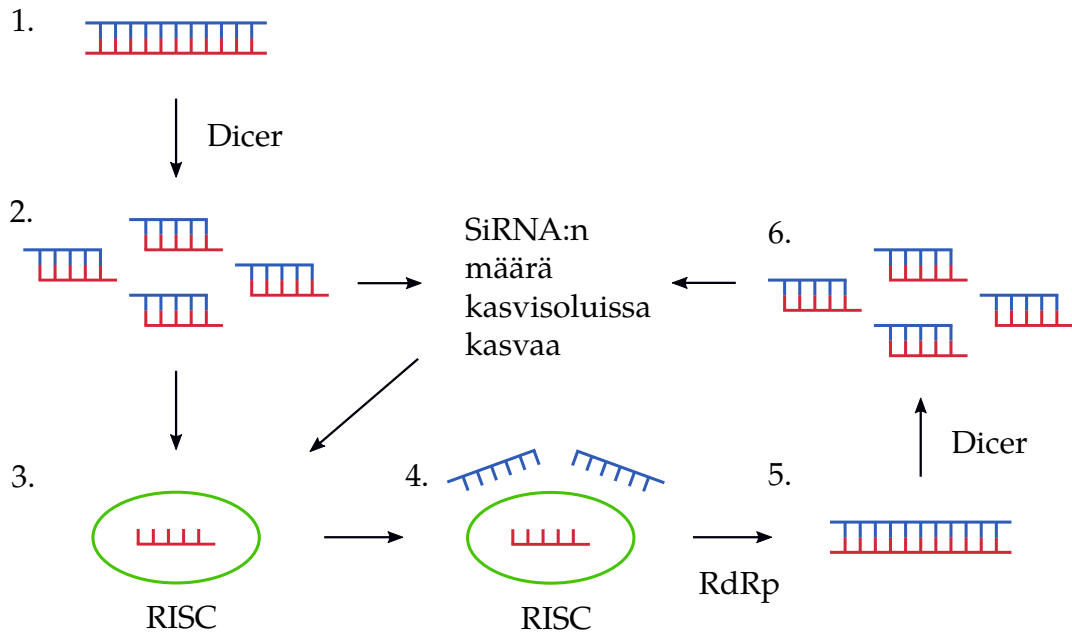 1.
Dicer
2.
SiRNA:n
määrä
kasvisoluissa
kasvaa
6.
3.
RISC
4.
RISC
RdRp
5.
Dicer